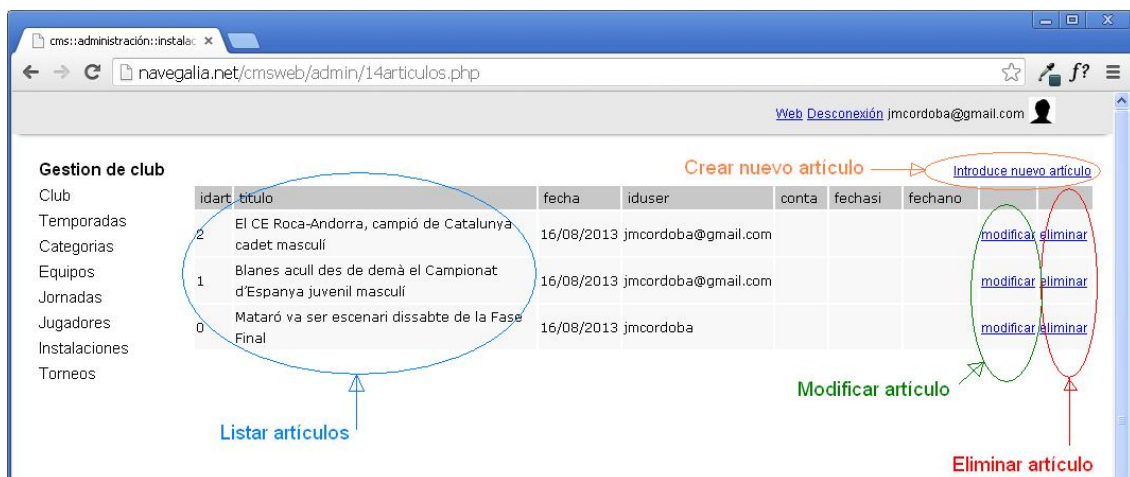 cms::administración::instalac
navegalia.net/cmsweb/admin/14articulos.php
f?
Web Desconexión jmcordoba@gmail.com
Gestion de club
Club
Temporadas
Categorias
Equipos
Jornadas
Jugadores
Instalaciones
Torneos
Crear nuevo artículo
Introduce nuevo artículo
idart titulo fecha iduser conta fechasi fechano
2 El CE Roca-Andorra, campió de Catalunya
cadet masculí 16/08/2013 jmcordoba@gmail.com modificar eliminar
1 Blanes acull des de demà el Campionat
d'Espanya juvenil masculí 16/08/2013 jmcordoba@gmail.com modificar eliminar
0 Mataró va ser escenari dissabte de la Fase
Final 16/08/2013 jmcordoba modificar eliminar
Modificar artículo
Listar artículos
Eliminar artículo